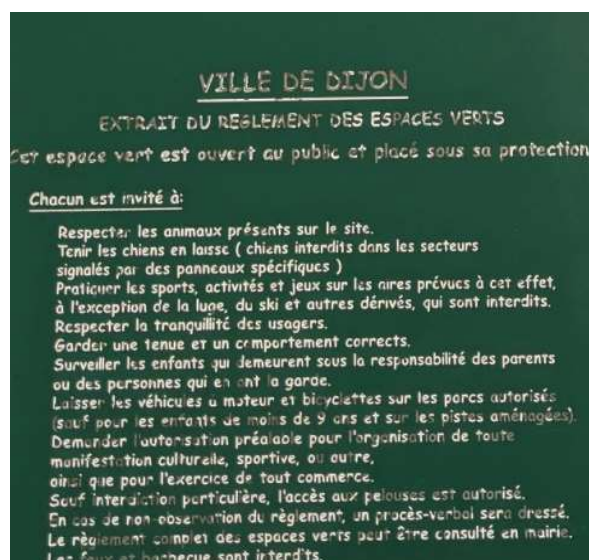 VILLE DE DIJON
EXTRAIT DU REGLEMENT DES ESPACES VERTS
Cet espace vert est ouvert au public et placé sous sa protection
Chacun est invité à:
Respecter les animaux présents sur le site.
Tenir les chiens en laisse ( chiens interdits dans les secteurs
signalés par des panneaux spécifiques )
Pratiquer les sports, activités et jeux sur les aires prévues à cet effet,
à l'exception de la luge, du ski et autres dérivés, qui sont interdits.
Respecter la tranquillité des usagers.
Garder une tenue et un comportement corrects.
Surveiller les enfants qui demeurent sous la responsabilité des parents
ou des personnes qui en ont la garde.
Laisser les véhicules à moteur et bicyclettes sur les parcs autorisés
(sauf pour les enfants de moins de 9 ans et sur les pistes aménagées).
Demander l'autorisation préalable pour l'organisation de toute
manifestation culturelle, sportive, ou autre,
ainsi que pour l'exercice de tout commerce.
Sauf interdiction particulière, l'accès aux pelouses est autorisé.
En cas de non-observation du règlement, un procès-verbal sera dressé.
Le règlement complet des espaces verts peut être consulté en mairie.
Les feux et barbecue sont interdits.